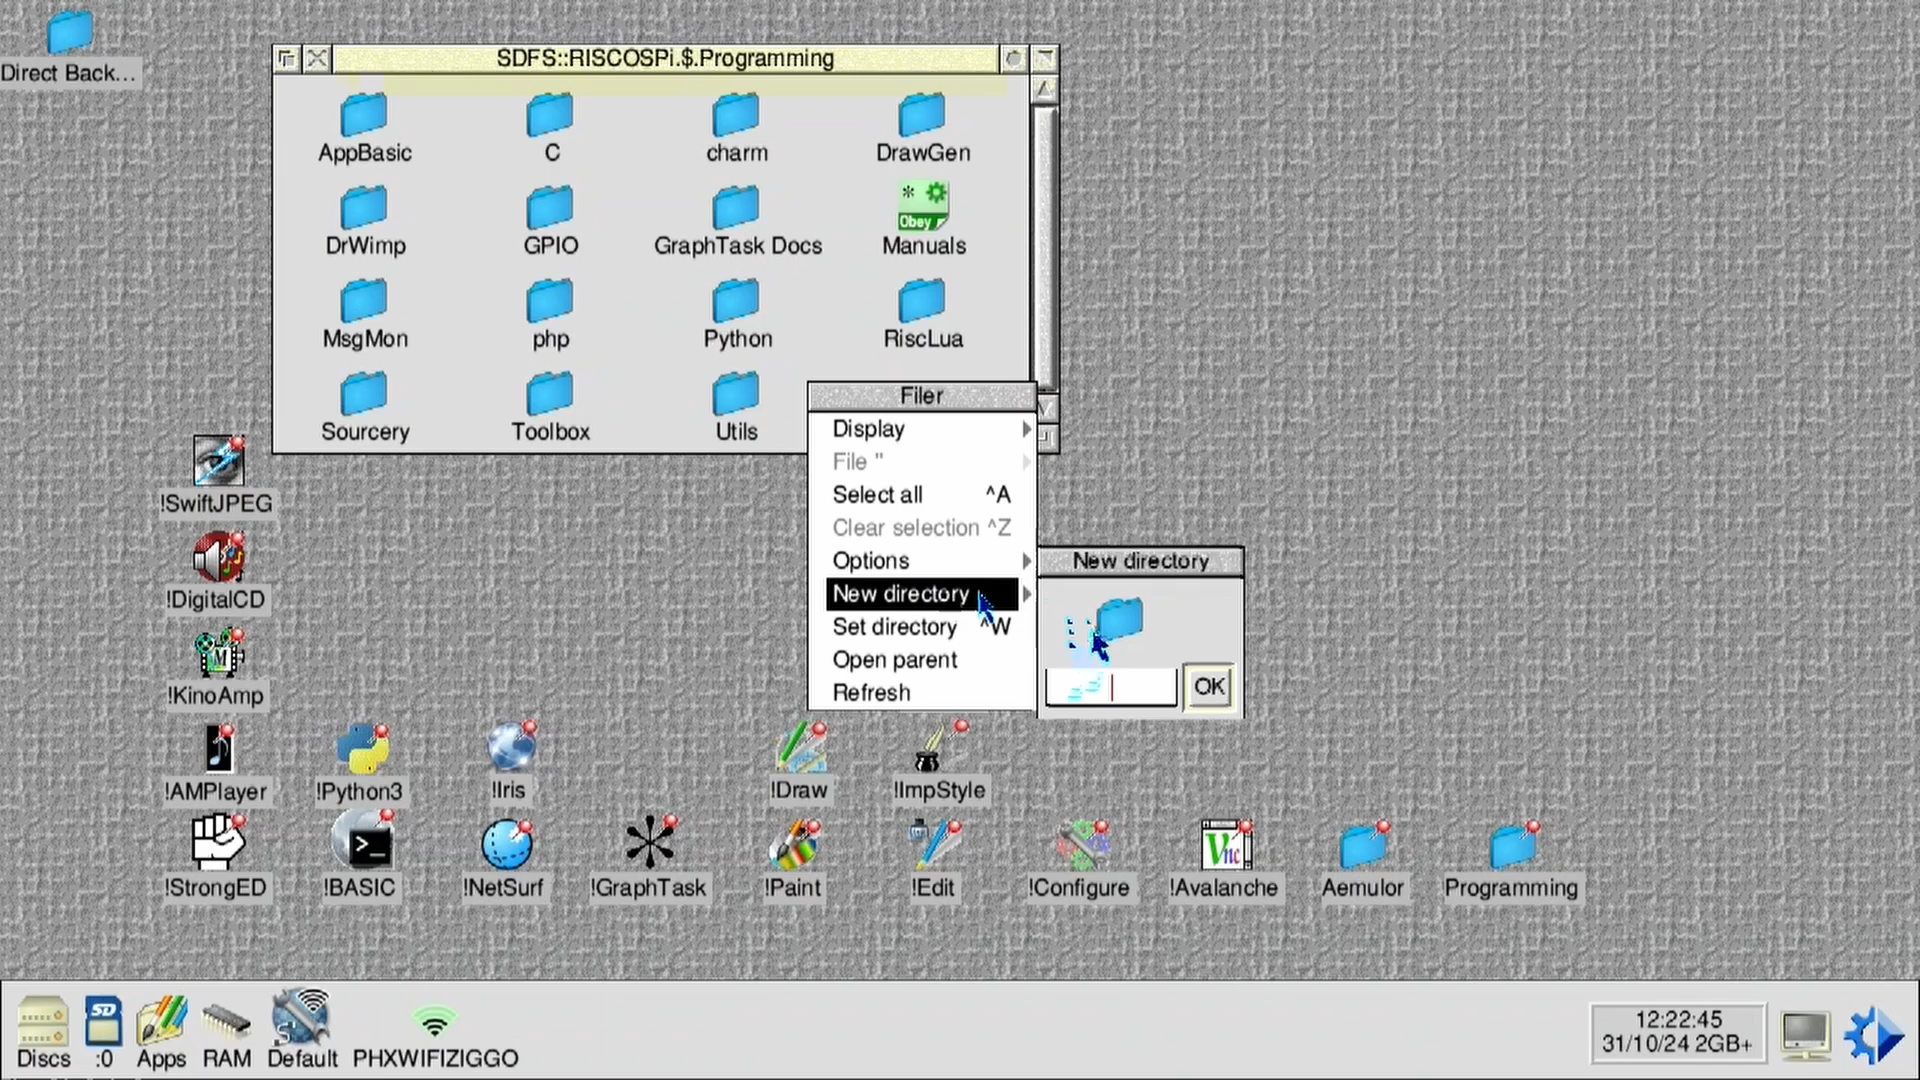 Direct Back...
SDFS::RISCOSPi.$.Programming
AppBasic
C
charm
DrawGen
DrWimp
GPIO
GraphTask Docs
*
Obey
Manuals
MsgMon
php
Python
RiscLua
Sourcery
Toolbox
Utils
Filer
Display
File ''
Select all ^A
Clear selection ^Z
Options
New directory
Set directory ^W
Open parent
Refresh
New directory
OK
!SwiftJPEG
!DigitalCD
M
!KinoAmp
!AMPlayer
!Python3
!Iris
!Draw
!ImpStyle
>_
Vnc
!StrongED
!BASIC
!NetSurf
!GraphTask
!Paint
!Edit
!Configure
!Avalanche
Aemulor
Programming
SD
Discs
:0
Apps
RAM
Default
PHXWIFIZIGGO
12:22:45
31/10/24 2GB+